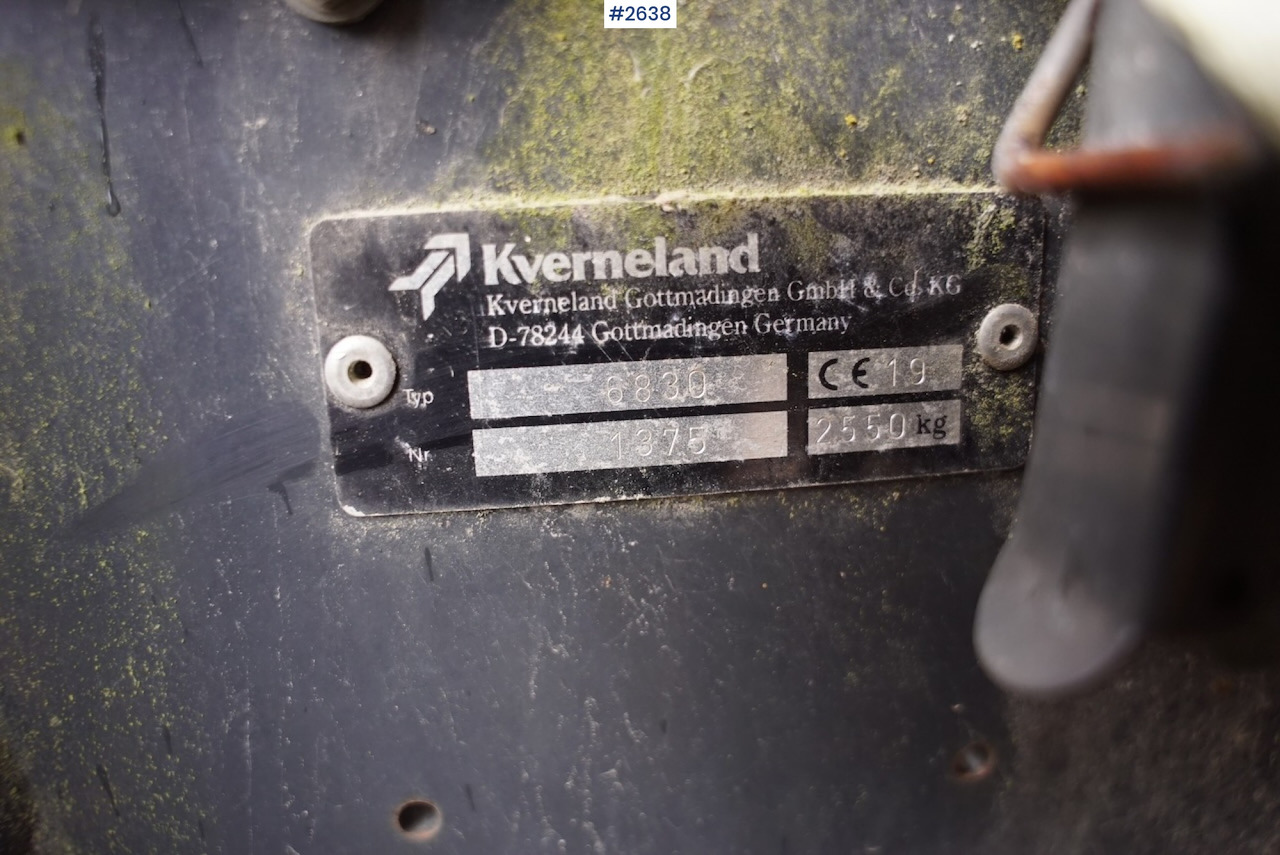 #2638
Kverneland
Kverneland Gottmadingen GmbH & Co KG
D-78244 Gottmadingen Germany
Typ 6830 CE 19
Nr. 1375 2550 kg